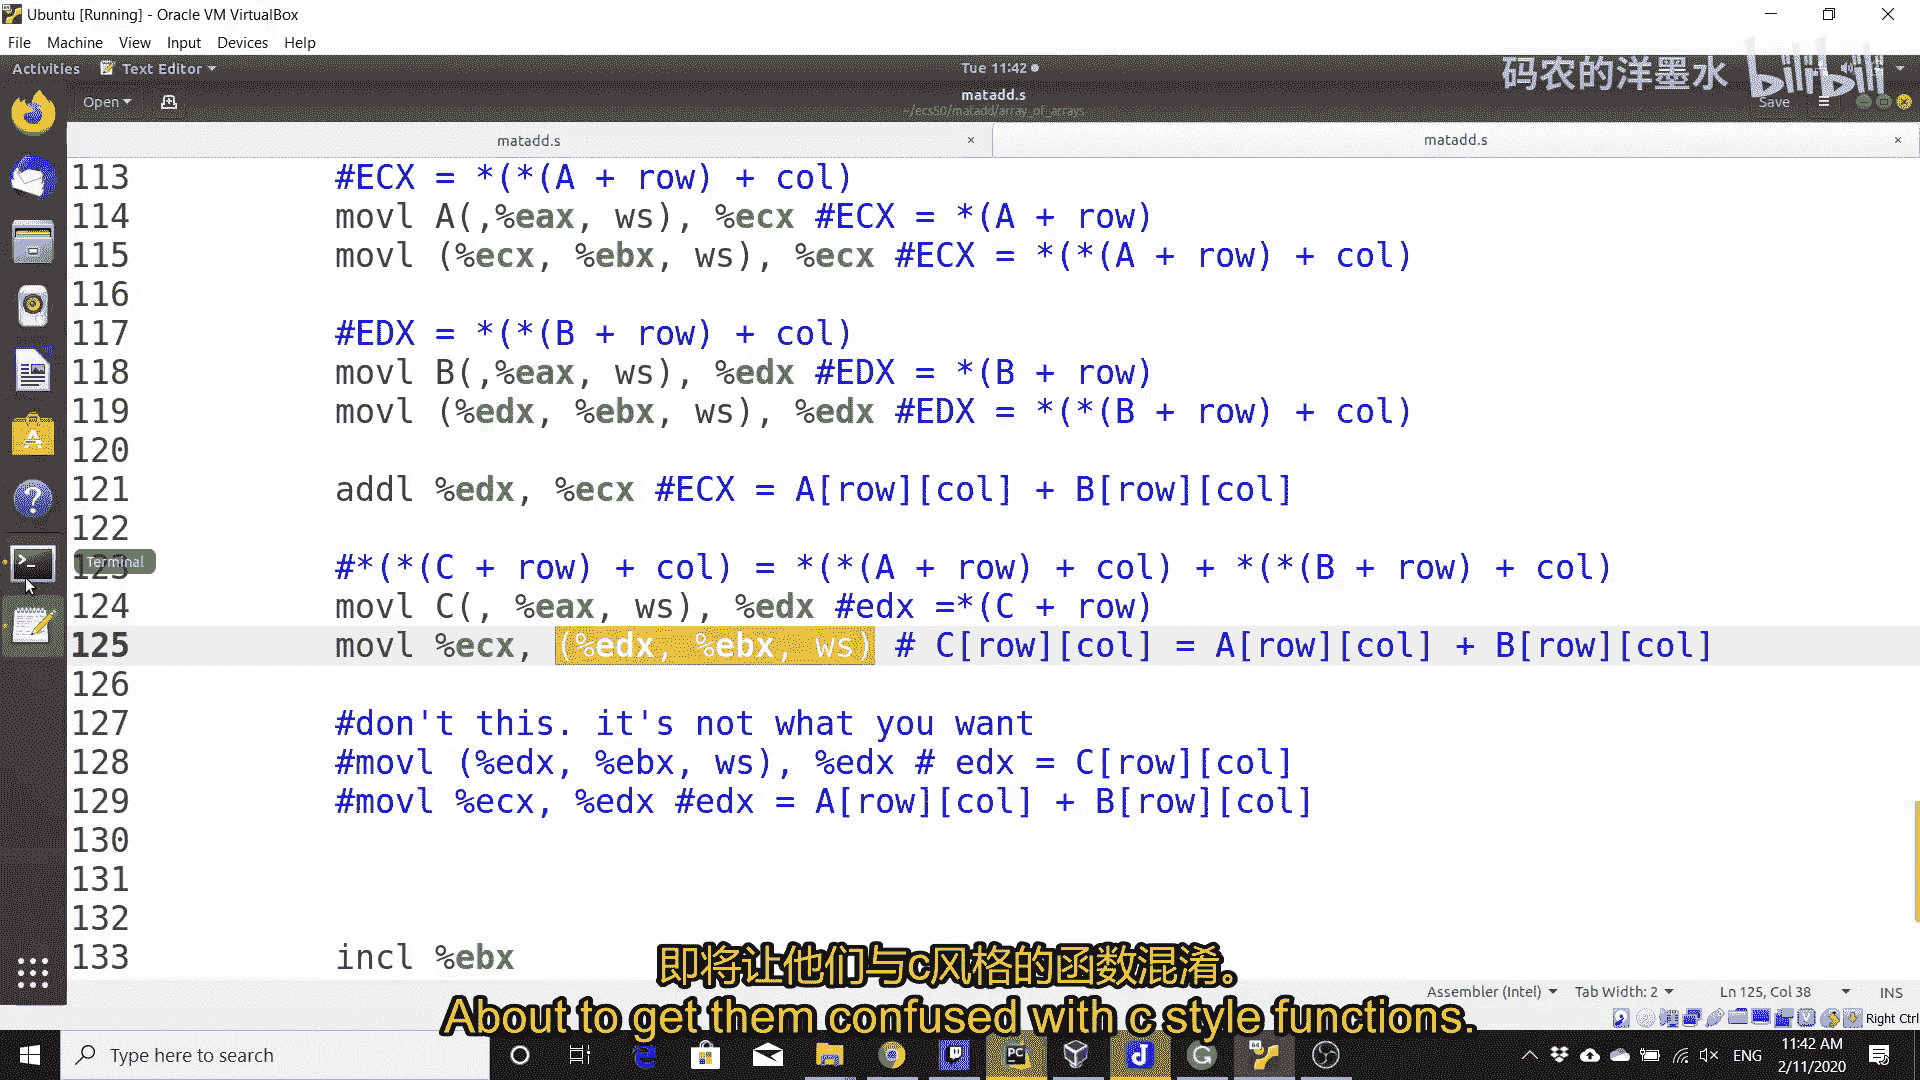 Ubuntu [Running] - Oracle VM VirtualBox
File Machine View Input Devices Help
Activities Text Editor Tue 11:42
码农的洋墨水 bilibili
Open matadd.s Save
~/ecs50/matadd/array_of_arrays
matadd.s × matadd.s ×
113 #ECX = *(*(A + row) + col)
114 movl A(,%eax, ws), %ecx #ECX = *(A + row)
115 movl (%ecx, %ebx, ws), %ecx #ECX = *(*(A + row) + col)
116
117 #EDX = *(*(B + row) + col)
118 movl B(,%eax, ws), %edx #EDX = *(B + row)
119 movl (%edx, %ebx, ws), %edx #EDX = *(*(B + row) + col)
120
121 addl %edx, %ecx #ECX = A[row][col] + B[row][col]
122
Terminal
123 #*(*(C + row) + col) = *(*(A + row) + col) + *(*(B + row) + col)
124 movl C(, %eax, ws), %edx #edx =*(C + row)
125 movl %ecx, (%edx, %ebx, ws) # C[row][col] = A[row][col] + B[row][col]
126
127 #don't this. it's not what you want
128 #movl (%edx, %ebx, ws), %edx # edx = C[row][col]
129 #movl %ecx, %edx #edx = A[row][col] + B[row][col]
130
131
132
133 incl %ebx
即将让他们与c风格的函数混淆。
About to get them confused with c style functions.
Assembler (Intel) Tab Width: 2 Ln 125, Col 38 INS
Right Ctrl
Type here to search
ENG
11:42 AM
2/11/2020